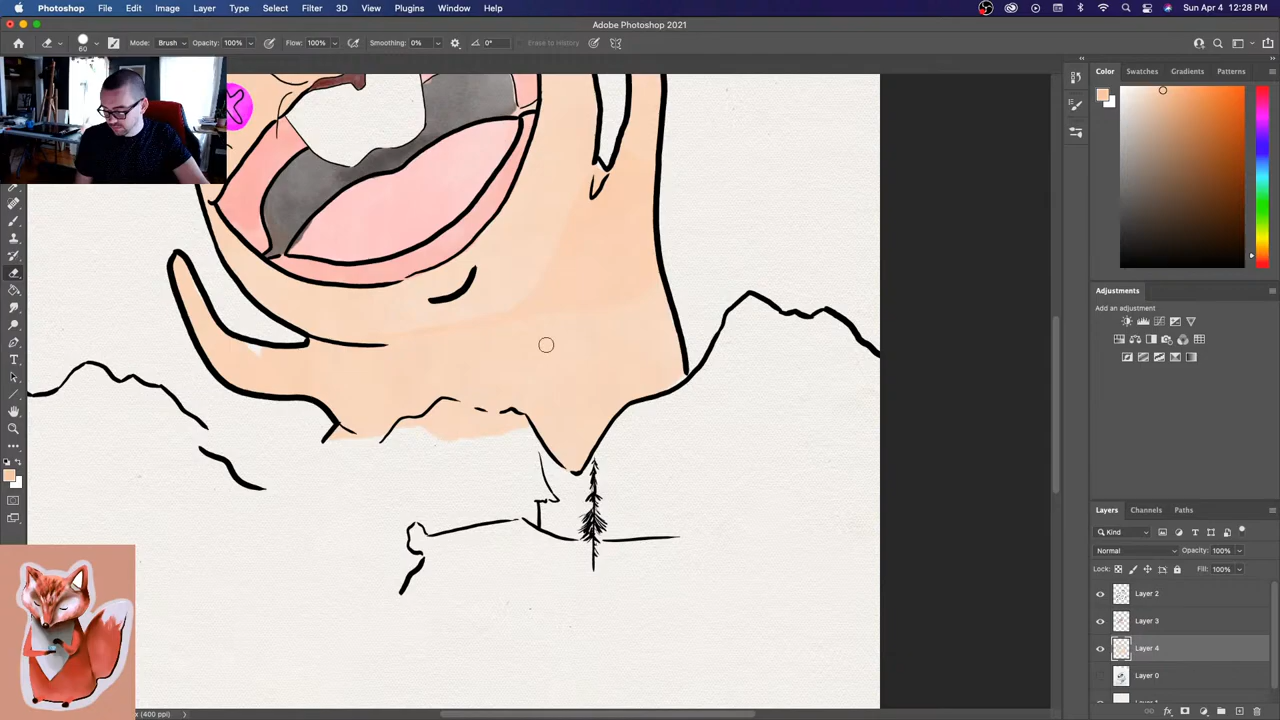 Photoshop File Edit Image Layer Type Select Filter 3D View Plugins Window Help Sun Apr 4 12:28 PM
Adobe Photoshop 2021
60 Mode: Brush Opacity: 100% Flow: 100% Smoothing: 0% 0° Erase to History
Color Swatches Gradients Patterns
Adjustments
Add an adjustment
Layers Channels Paths
Kind
Normal Opacity: 100%
Lock: Fill: 100%
Layer 2
Layer 3
Layer 4
Layer 0
x (400 ppi)